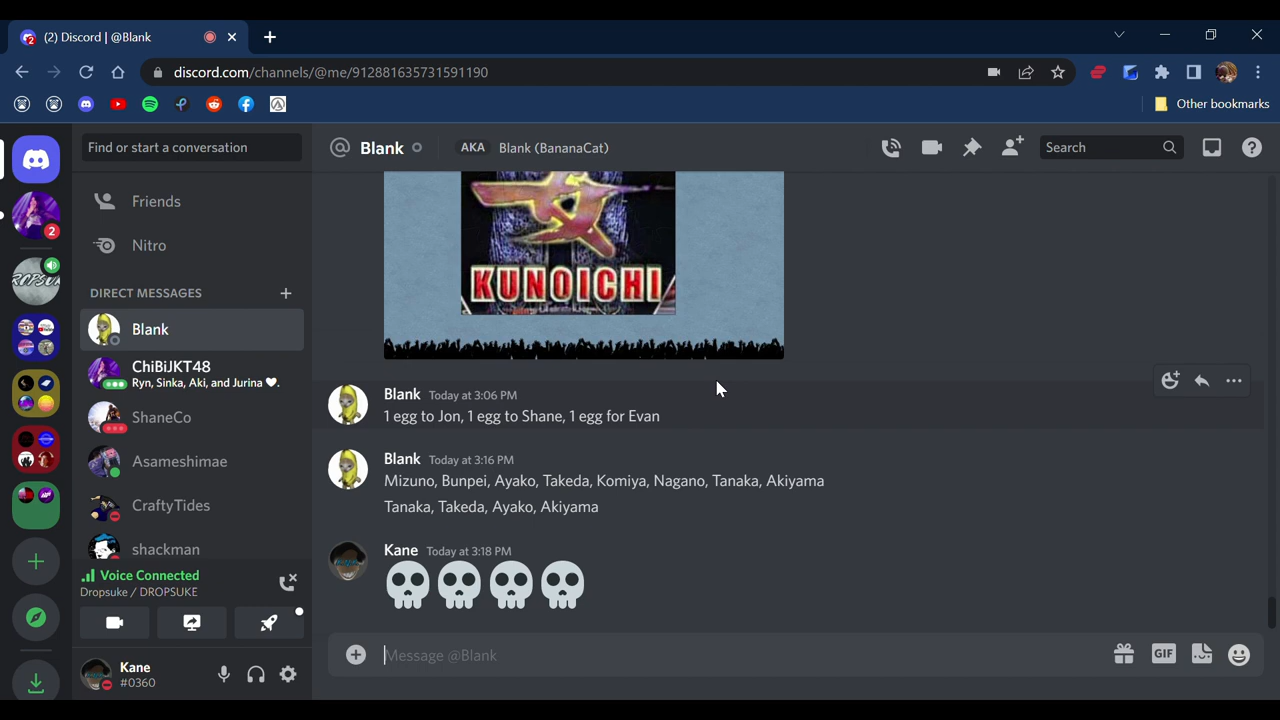 (2) Discord | @Blank
discord.com/channels/@me/912881635731591190
Other bookmarks
Find or start a conversation
@ Blank
AKA Blank (BananaCat)
Search
2
Friends
Nitro
DIRECT MESSAGES
Blank
ChiBiJKT48
Ryn, Sinka, Aki, and Jurina 🖤.
ShaneCo
Asameshimae
CraftyTides
shackman
Voice Connected
Dropsuke / DROPSUKE
Kane
#0360
女
KUNOICHI
Blank Today at 3:06 PM
1 egg to Jon, 1 egg to Shane, 1 egg for Evan
Blank Today at 3:16 PM
Mizuno, Bunpei, Ayako, Takeda, Komiya, Nagano, Tanaka, Akiyama
Tanaka, Takeda, Ayako, Akiyama
Kane Today at 3:18 PM
💀💀💀💀
Message @Blank
GIF